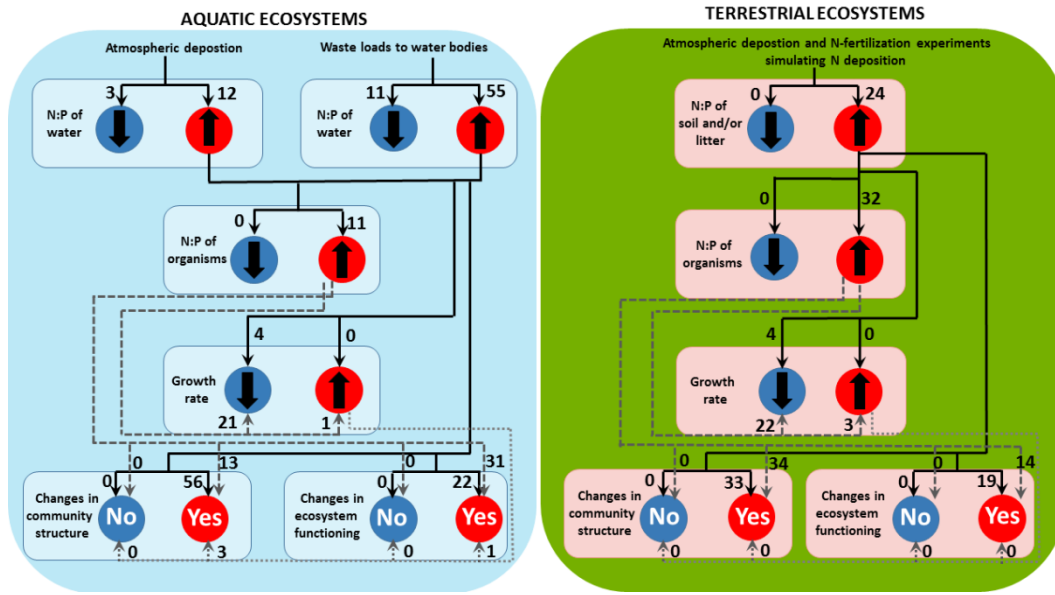 AQUATIC ECOSYSTEMS
Atmospheric depostion
Waste loads to water bodies
3
12
N:P of
water
11
55
N:P of
water
0
11
N:P of
organisms
4
0
Growth
rate
21
1
0
13
0
56
Changes in
community
structure
No
Yes
0
3
0
31
0
22
Changes in
ecosystem
functioning
No
Yes
0
1
TERRESTRIAL ECOSYSTEMS
Atmospheric depostion and N-fertilization experiments
simulating N deposition
0
24
N:P of
soil and/or
litter
0
32
N:P of
organisms
4
0
Growth
rate
22
3
0
34
0
33
Changes in
community
structure
No
Yes
0
0
0
14
0
19
Changes in
ecosystem
functioning
No
Yes
0
0